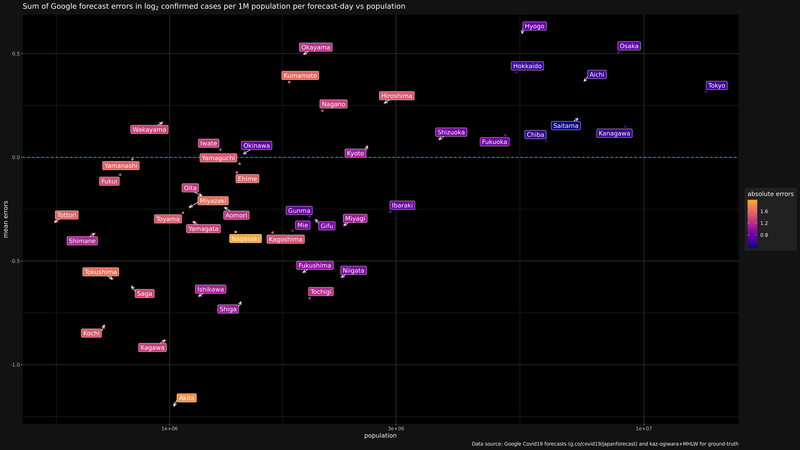 Sum of Google forecast errors in log₂ confirmed cases per 1M population per forecast-day vs population
Hyogo
Osaka
Okayama
0.5
Hokkaido
Aichi
Kumamoto
Tokyo
Hiroshima
Nagano
Wakayama
Saitama
Shizuoka
Chiba
Kanagawa
Fukuoka
Iwate
Okinawa
Kyoto
Yamaguchi
0.0
Yamanashi
Fukui
Ehime
Oita
absolute errors
Miyazaki
1.6
Ibaraki
1.2
Gunma
0.8
Tottori
Toyama
Aomori
Miyagi
Mie
Gifu
Yamagata
mean errors
Shimane
Nagasaki
Kagoshima
-0.5
Fukushima
Niigata
Tokushima
Saga
Ishikawa
Tochigi
Shiga
Kochi
Kagawa
-1.0
Akita
1e+06
3e+06
1e+07
population
Data source: Google Covid19 forecasts (g.co/covid19/japanforecast) and kaz-ogiwara+MHLW for ground-truth